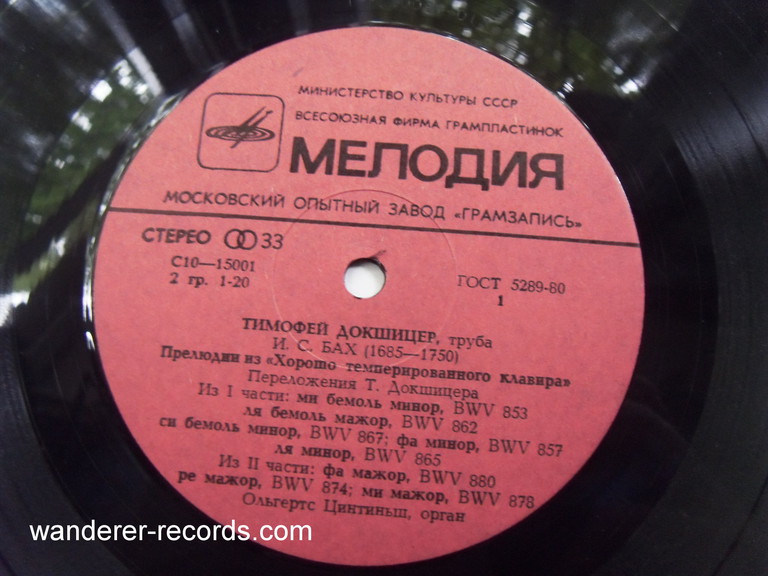 МИНИСТЕРСТВО КУЛЬТУРЫ СССР
ВСЕСОЮЗНАЯ ФИРМА ГРАМПЛАСТИНОК
МЕЛОДИЯ
МОСКОВСКИЙ ОПЫТНЫЙ ЗАВОД «ГРАМЗАПИСЬ»
СТЕРЕО 33
С10—15001
2 гр. 1-20
ГОСТ 5289-80
1
ТИМОФЕЙ ДОКШИЦЕР, труба
И. С. БАХ (1685—1750)
Прелюдии из «Хорошо темперированного клавира»
Переложения Т. Докшицера
Из I части: ми бемоль минор, BWV 853
ля бемоль мажор, BWV 862
си бемоль минор, BWV 867; фа минор, BWV 857
ля минор, BWV 865
Из II части: фа мажор, BWV 880
ре мажор, BWV 874; ми мажор, BWV 878
Ольгертс Цинтиньш, орган
wanderer-records.com